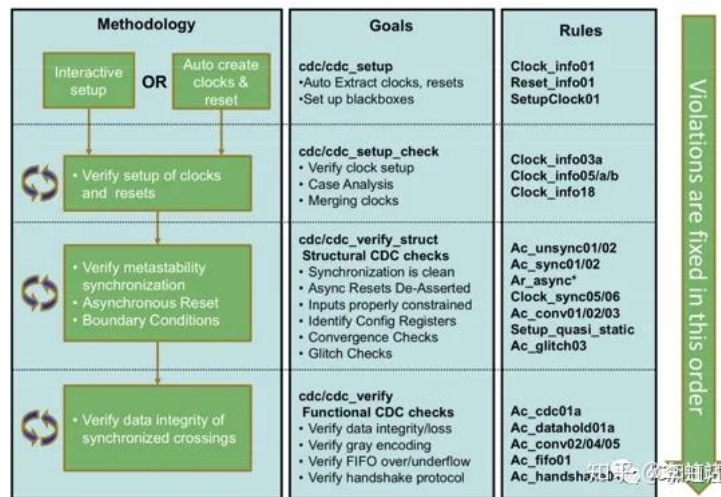 Methodology
Interactive
setup
OR
Auto create
clocks &
reset
• Verify setup of clocks
and resets
• Verify metastability
synchronization
• Asynchronous Reset
• Boundary Conditions
• Verify data integrity of
synchronized crossings
Goals
cdc/cdc_setup
•Auto Extract clocks, resets
•Set up blackboxes
cdc/cdc_setup_check
• Verify clock setup
• Case Analysis
• Merging clocks
cdc/cdc_verify_struct
Structural CDC checks
• Synchronization is clean
• Async Resets De-Asserted
• Inputs properly constrained
• Identify Config Registers
• Convergence Checks
• Glitch Checks
cdc/cdc_verify
Functional CDC checks
• Verify data integrity/loss
• Verify gray encoding
• Verify FIFO over/underflow
• Verify handshake protocol
Rules
Clock_info01
Reset_info01
SetupClock01
Clock_info03a
Clock_info05/a/b
Clock_info18
Ac_unsync01/02
Ac_sync01/02
Ar_async*
Clock_sync05/06
Ac_conv01/02/03
Setup_quasi_static
Ac_glitch03
Ac_cdc01a
Ac_datahold01a
Ac_conv02/04/05
Ac_fifo01
Ac_handshake01
Violations are fixed in this order